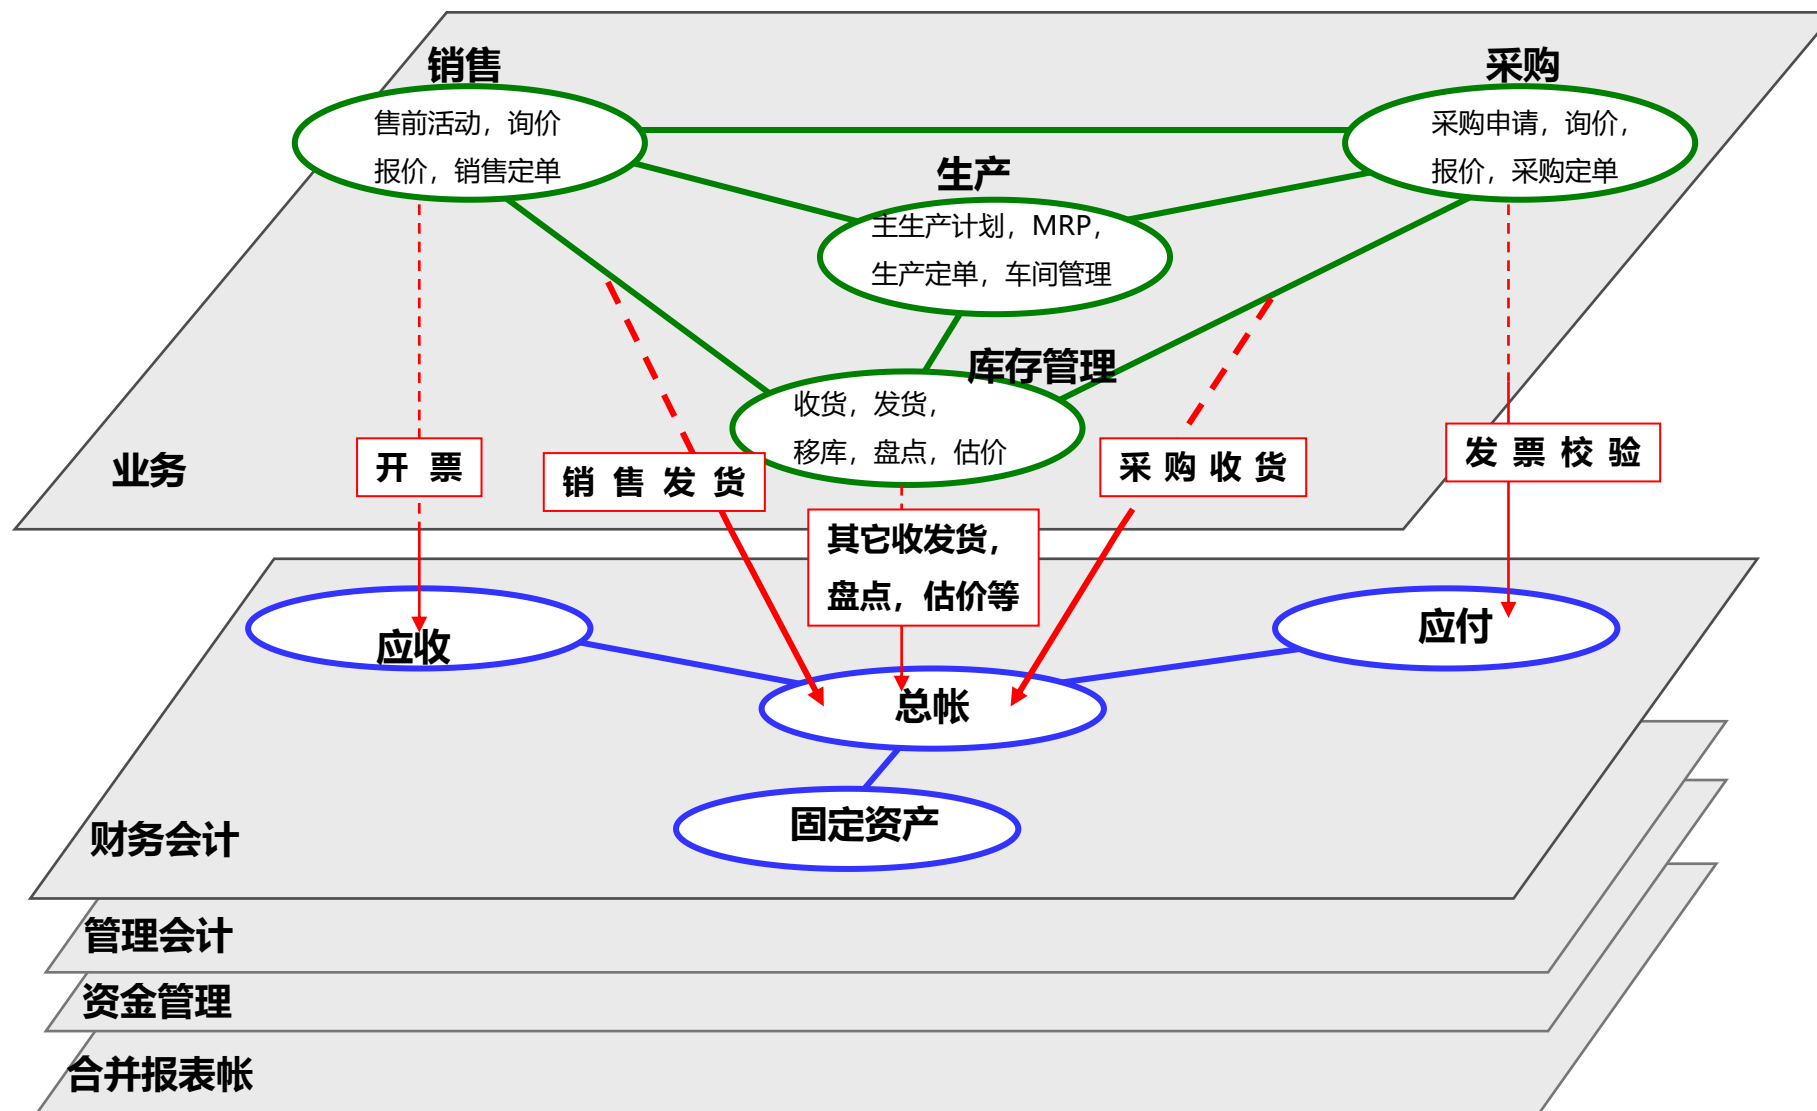 销售
采购
售前活动，询价
报价，销售定单
采购申请，询价，
报价，采购定单
生产
主生产计划，MRP，
生产定单，车间管理
库存管理
收货，发货，
移库，盘点，估价
业务
开票
销售发货
采购收货
发票校验
其它收发货，
盘点，估价等
应收
应付
总帐
固定资产
财务会计
管理会计
资金管理
合并报表帐